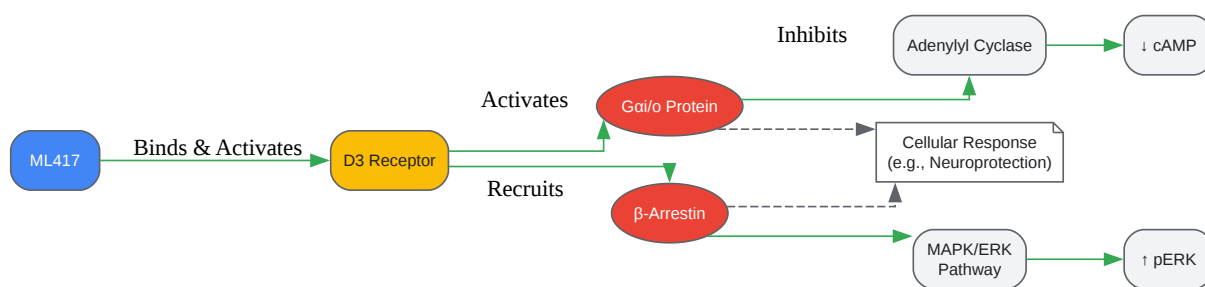 ML417
Binds & Activates
D3 Receptor
Activates
Recruits
Gαi/o Protein
β-Arrestin
Inhibits
Adenylyl Cyclase
↓ cAMP
Cellular Response
(e.g., Neuroprotection)
MAPK/ERK
Pathway
↑ pERK